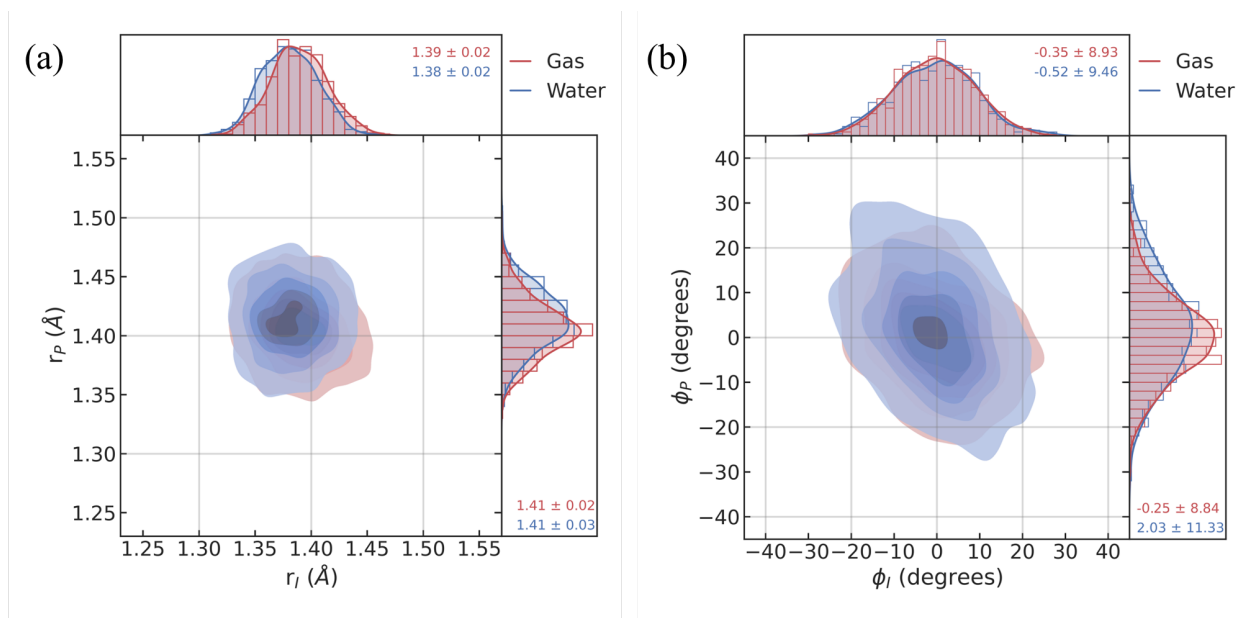 (a)
1.39 ± 0.02
1.38 ± 0.02
Gas
Water
1.55
1.50
1.45
1.40
1.35
1.30
1.25
r_P (Å)
1.25 1.30 1.35 1.40 1.45 1.50 1.55
r_I (Å)
1.41 ± 0.02
1.41 ± 0.03
(b)
-0.35 ± 8.93
-0.52 ± 9.46
Gas
Water
40
30
20
10
0
−10
−20
−30
−40
ϕ_P (degrees)
−40 −30 −20 −10 0 10 20 30 40
ϕ_I (degrees)
-0.25 ± 8.84
2.03 ± 11.33